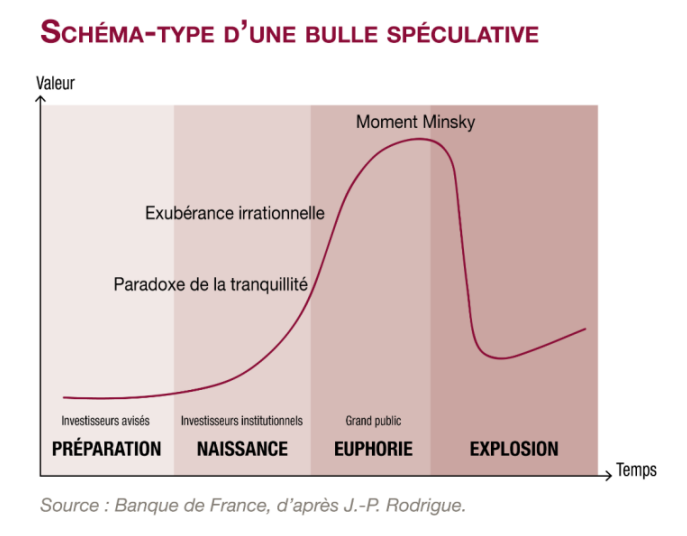 SCHÉMA-TYPE D'UNE BULLE SPÉCULATIVE
Valeur
Moment Minsky
Exubérance irrationnelle
Paradoxe de la tranquillité
Investisseurs avisés
Investisseurs institutionnels
Grand public
PRÉPARATION
NAISSANCE
EUPHORIE
EXPLOSION
Temps
Source : Banque de France, d'après J.-P. Rodrigue.